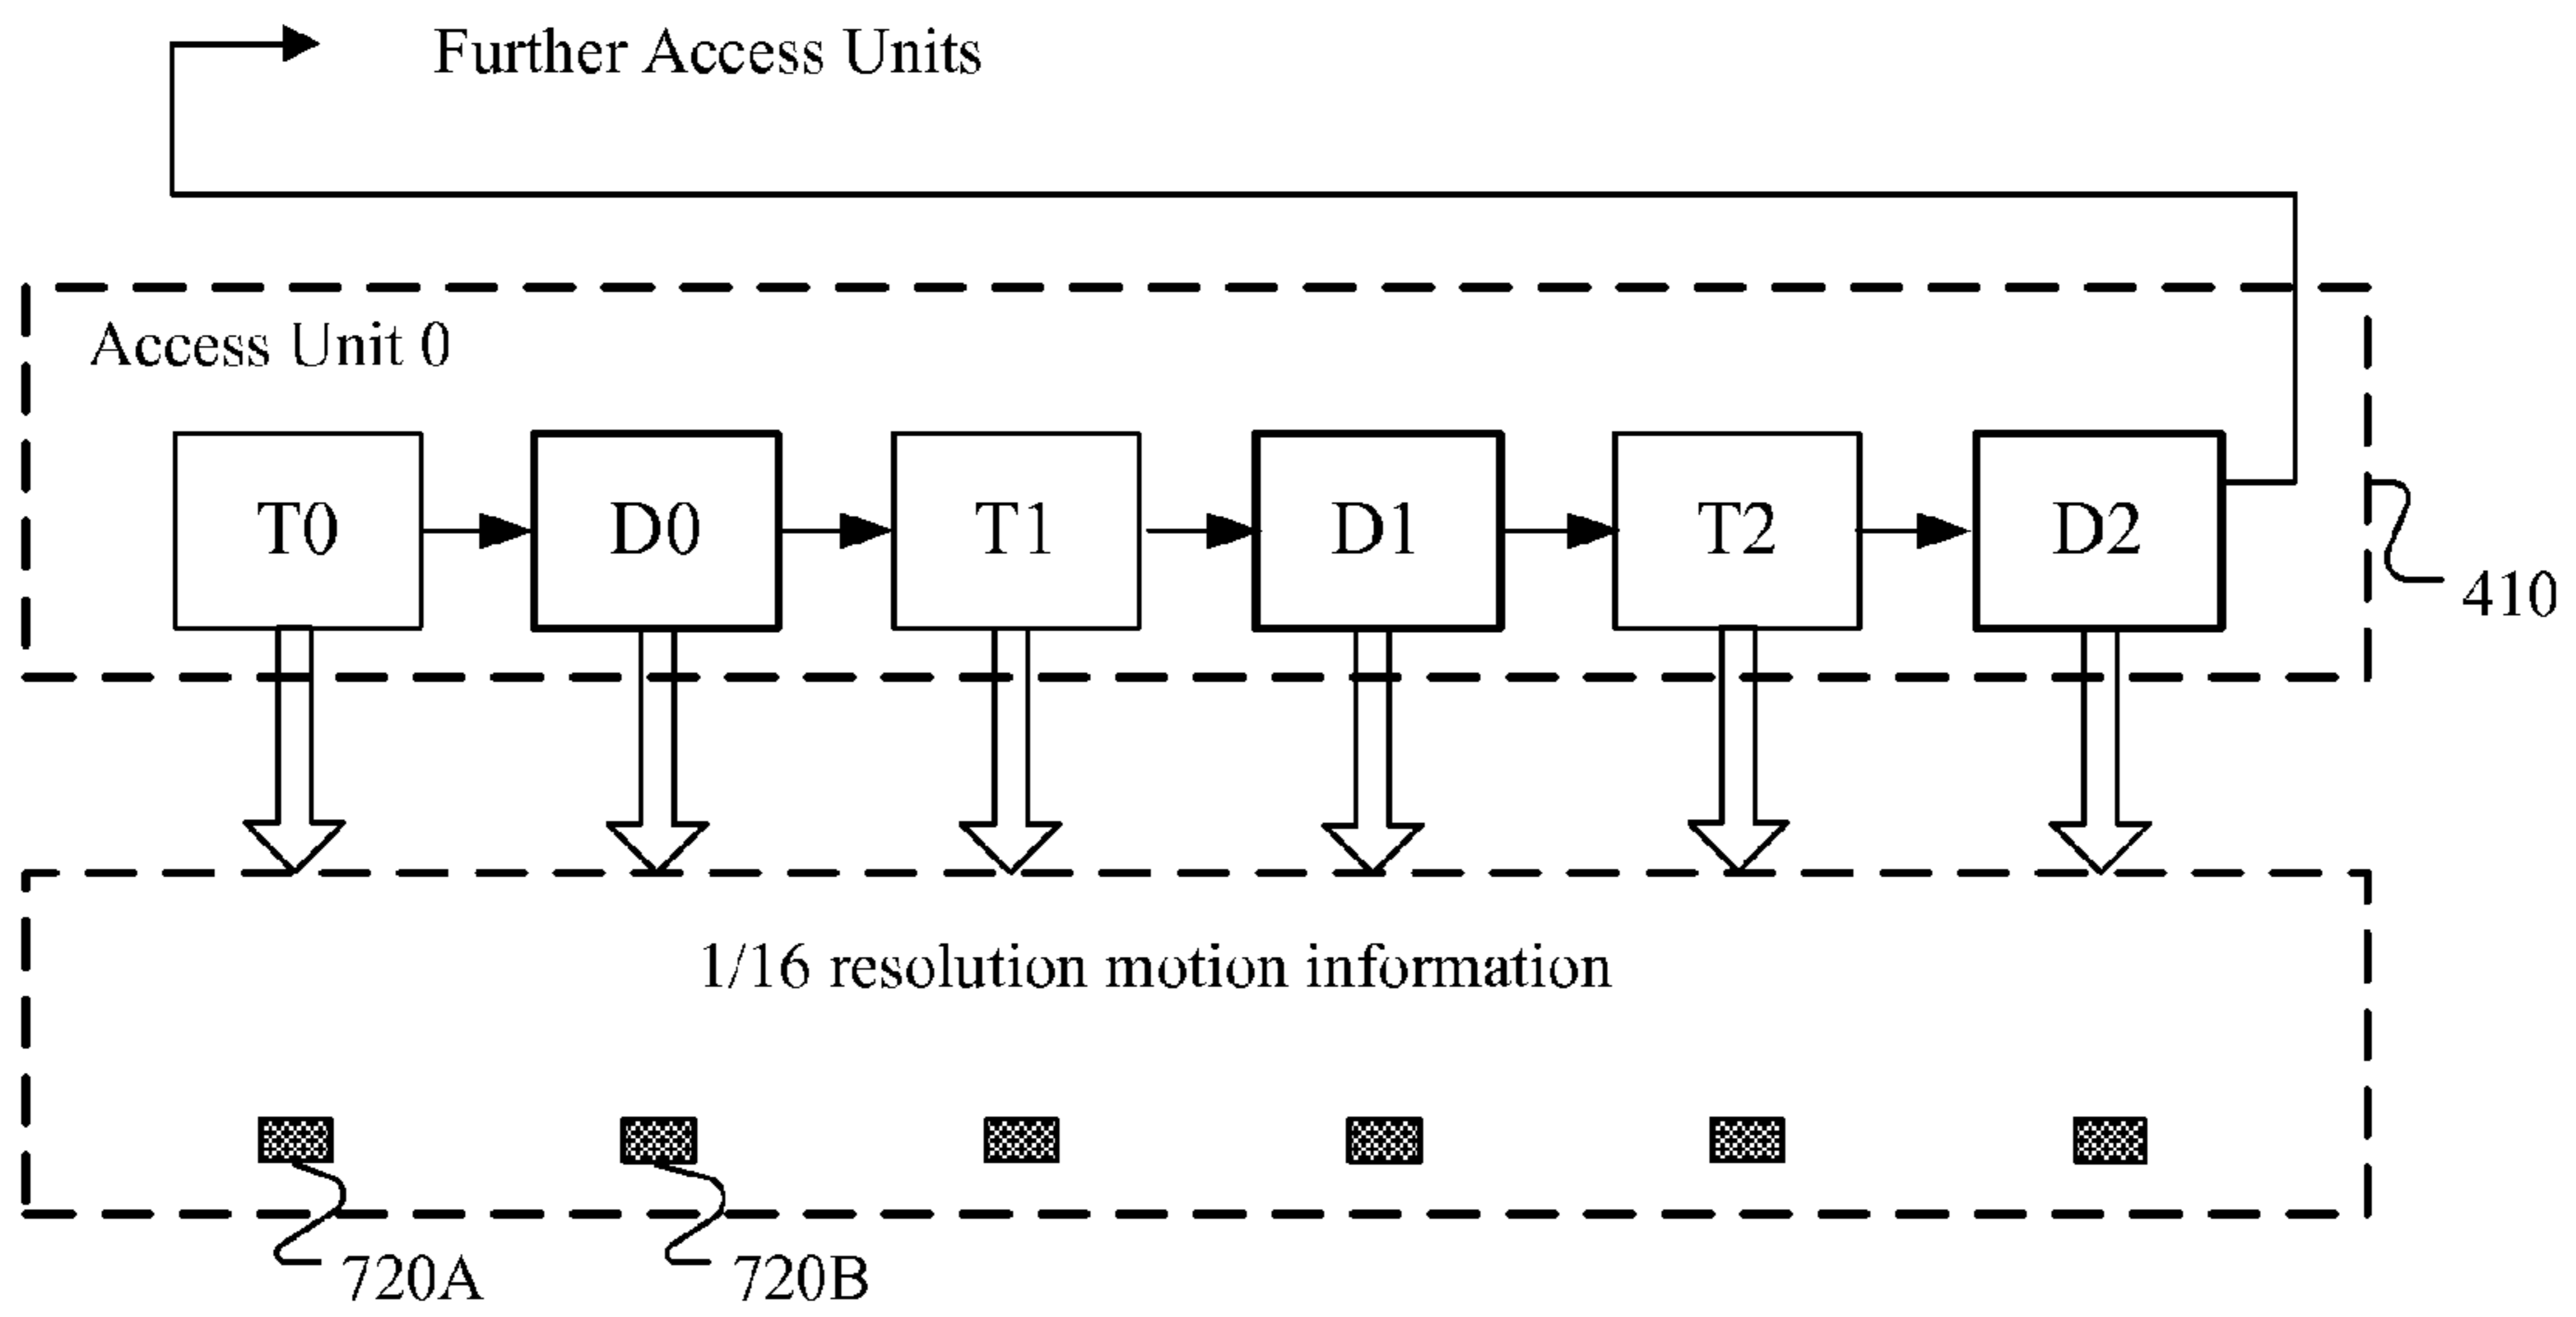 Further Access Units
Access Unit 0
T0 D0 T1 D1 T2 D2
410
1/16 resolution motion information
720A 720B